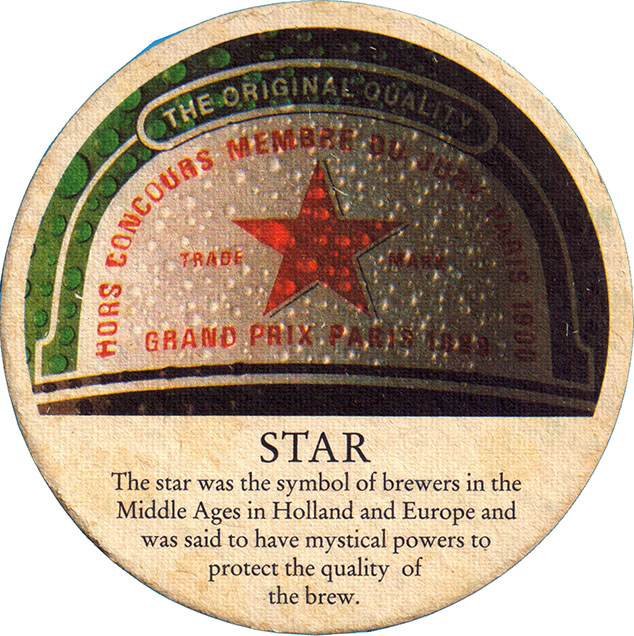 THE ORIGINAL QUALITY
HORS CONCOURS MEMBRE DU JURY PARIS 1900
TRADE MARK
GRAND PRIX PARIS 1889
STAR
The star was the symbol of brewers in the
Middle Ages in Holland and Europe and
was said to have mystical powers to
protect the quality of
the brew.